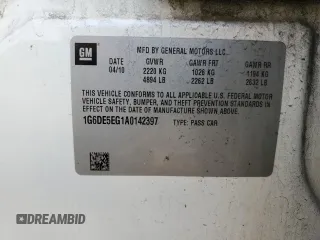 GM
MFD BY GENERAL MOTORS LLC.
DATE GVWR GAWR FRT GAWR RR
04/10 2220 KG 1026 KG 1194 KG
4894 LB 2262 LB 2632 LB
THIS VEHICLE CONFORMS TO ALL APPLICABLE U.S. FEDERAL MOTOR
VEHICLE SAFETY, BUMPER, AND THEFT PREVENTION STANDARDS IN
EFFECT ON THE DATE OF MANUFACTURE SHOWN ABOVE.
1G6DE5EG1A0142397 TYPE: PASS CAR
DREAMBID